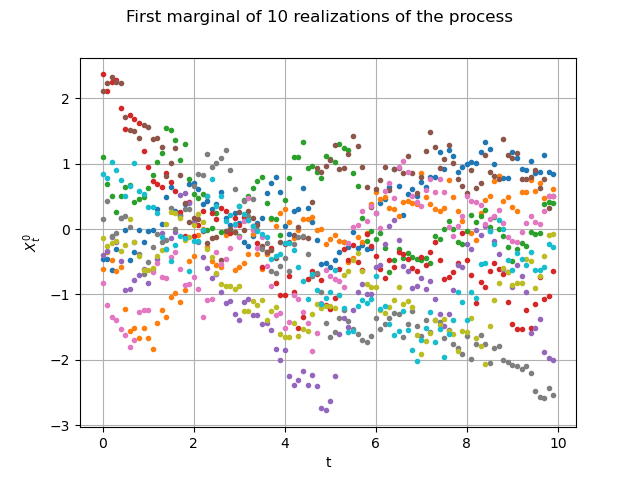 First marginal of 10 realizations of the process
2
1
0
−1
−2
−3
X_t^0
0 2 4 6 8 10
t